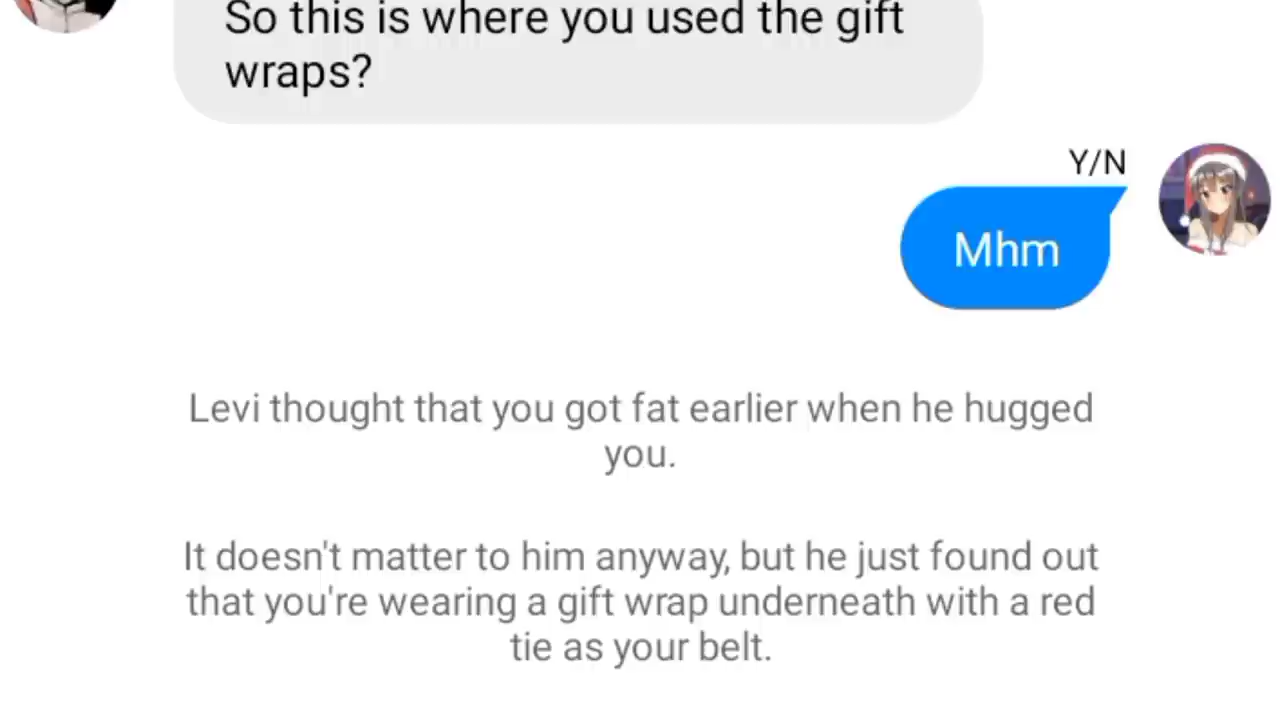 So this is where you used the gift
wraps?
Y/N
Mhm
Levi thought that you got fat earlier when he hugged
you.
It doesn't matter to him anyway, but he just found out
that you're wearing a gift wrap underneath with a red
tie as your belt.